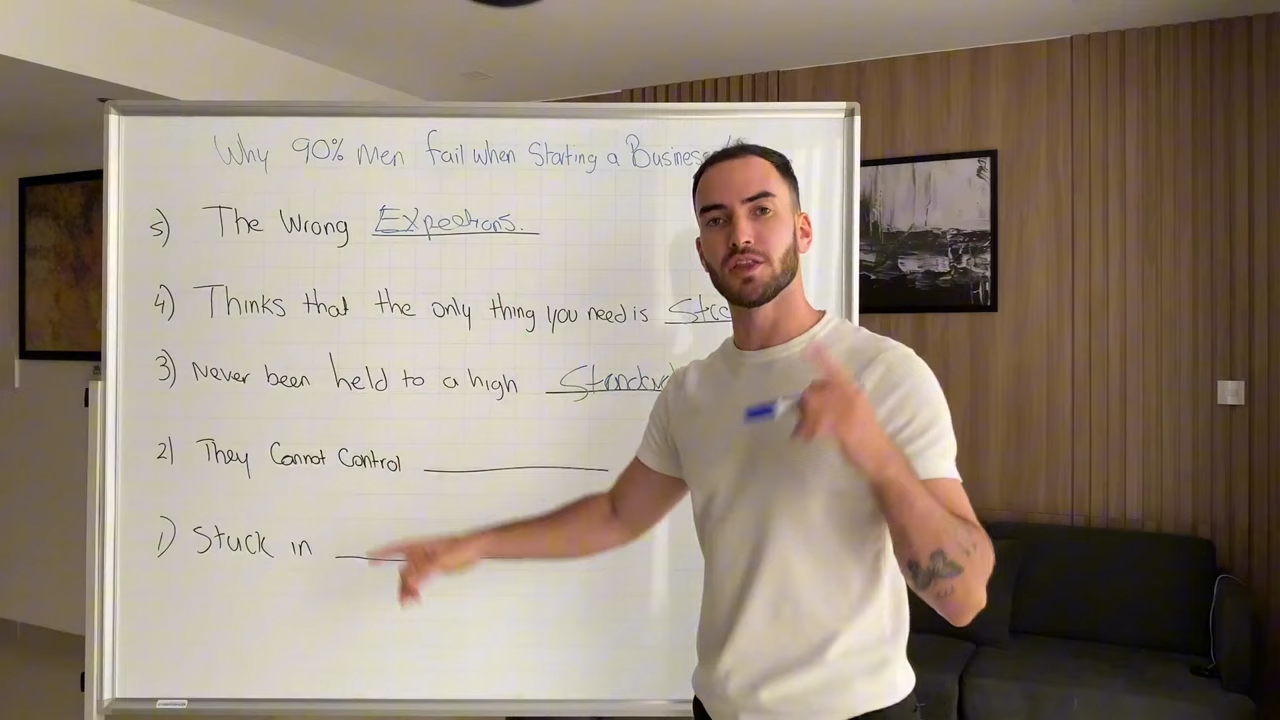 Why 90% Men fail when Starting a Business
5) The Wrong Expections.
4) Thinks that the only thing you need is
3) Never been held to a high
2) They Cannot Control
1) Stuck in